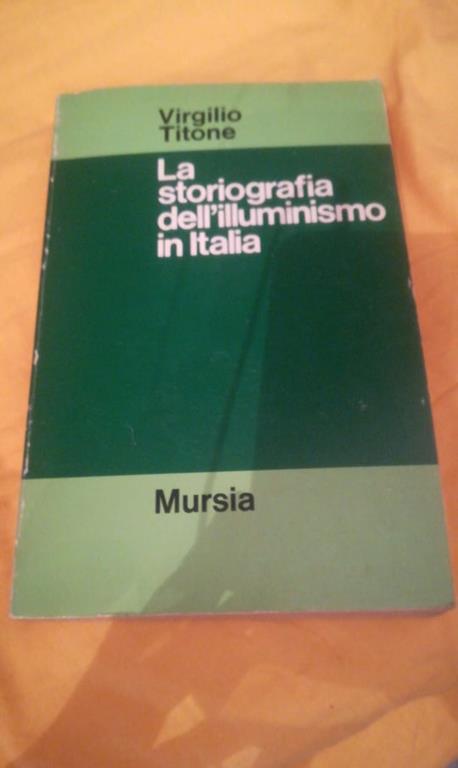 Virgilio
Titone
La
storiografia
dell'illuminismo
in Italia
Mursia